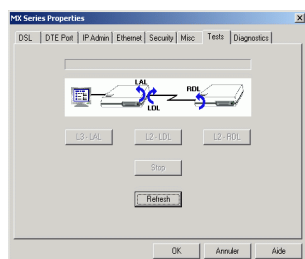 MX Series Properties
DSL DTE Port IP Admin Ethernet Security Misc Tests Diagnostics
LAL RDL
LDL
L3 - LAL L2 - LDL L2 - RDL
Stop
Refresh
OK Annuler Aide